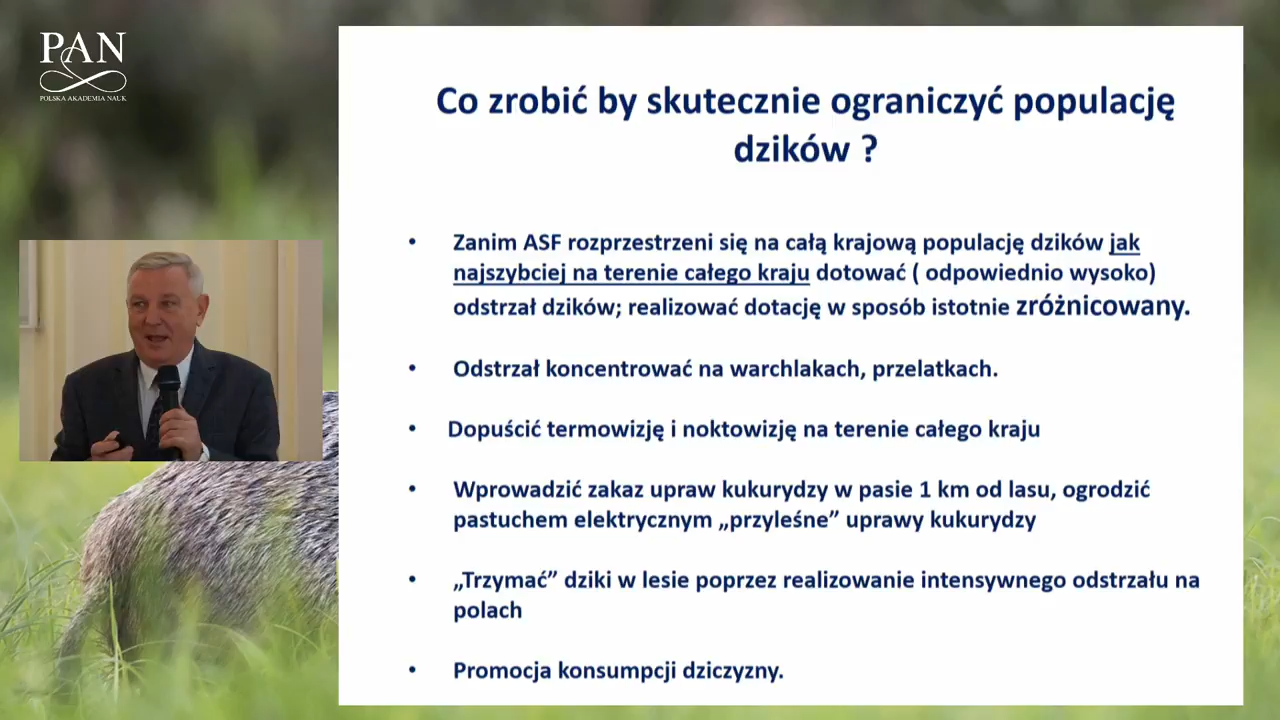 PAN
POLSKA AKADEMIA NAUK
Co zrobić by skutecznie ograniczyć populację
dzików ?
• Zanim ASF rozprzestrzeni się na całą krajową populację dzików jak
najszybciej na terenie całego kraju dotować ( odpowiednio wysoko)
odstrzał dzików; realizować dotację w sposób istotnie zróżnicowany.
• Odstrzał koncentrować na warchlakach, przelatkach.
• Dopuścić termowizję i noktowizję na terenie całego kraju
• Wprowadzić zakaz upraw kukurydzy w pasie 1 km od lasu, ogrodzić
pastuchem elektrycznym „przyleśne” uprawy kukurydzy
• „Trzymać” dziki w lesie poprzez realizowanie intensywnego odstrzału na
polach
• Promocja konsumpcji dziczyzny.